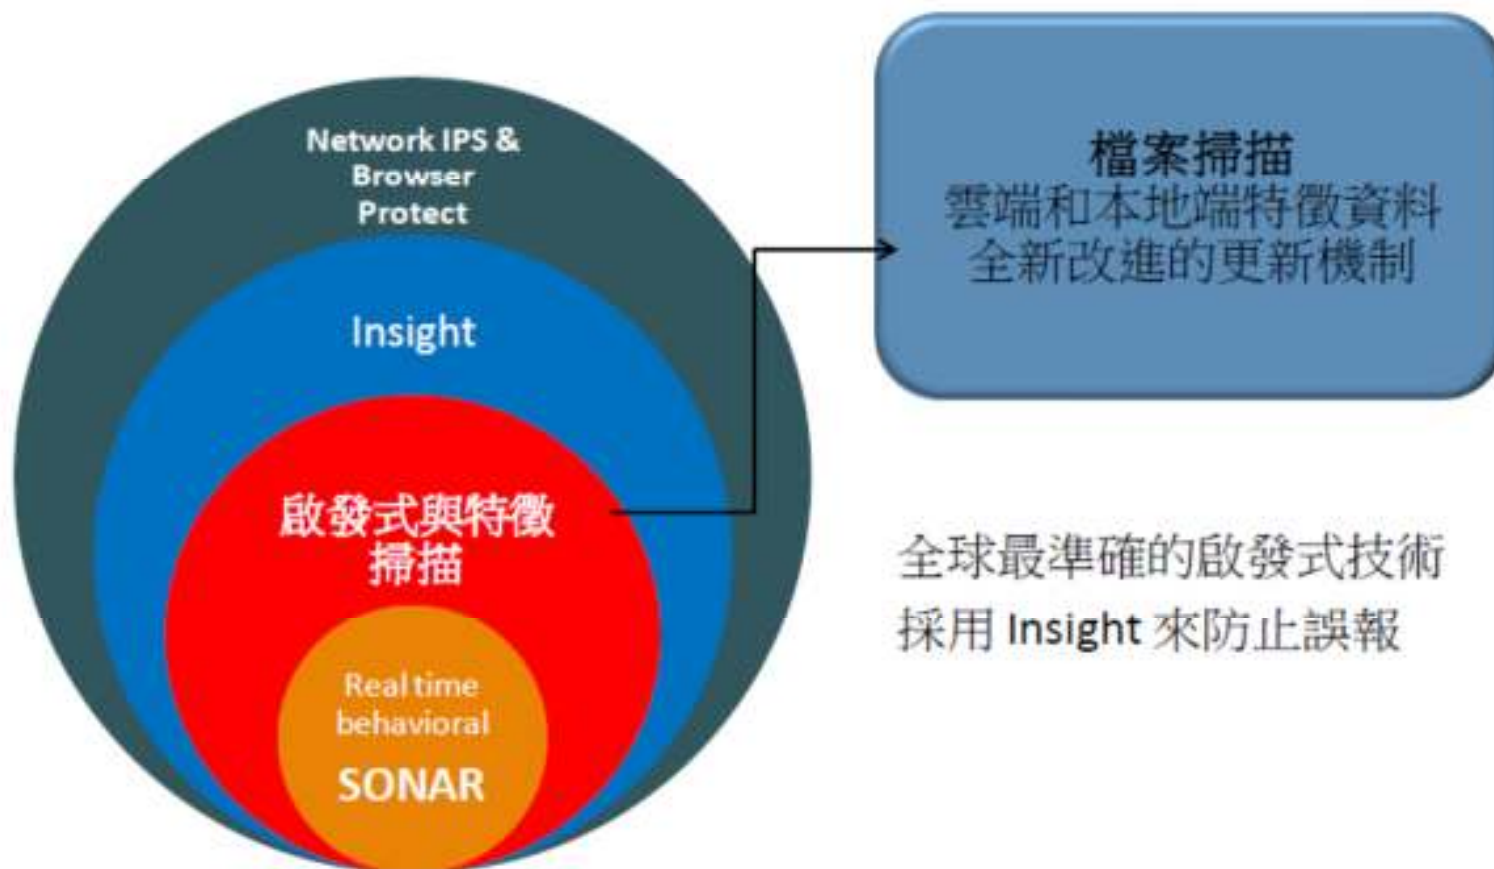 Network IPS &
Browser
Protect
Insight
啟發式與特徵
掃描
Real time
behavioral
SONAR
檔案掃描
雲端和本地端特徵資料
全新改進的更新機制
全球最準確的啟發式技術
採用 Insight 來防止誤報